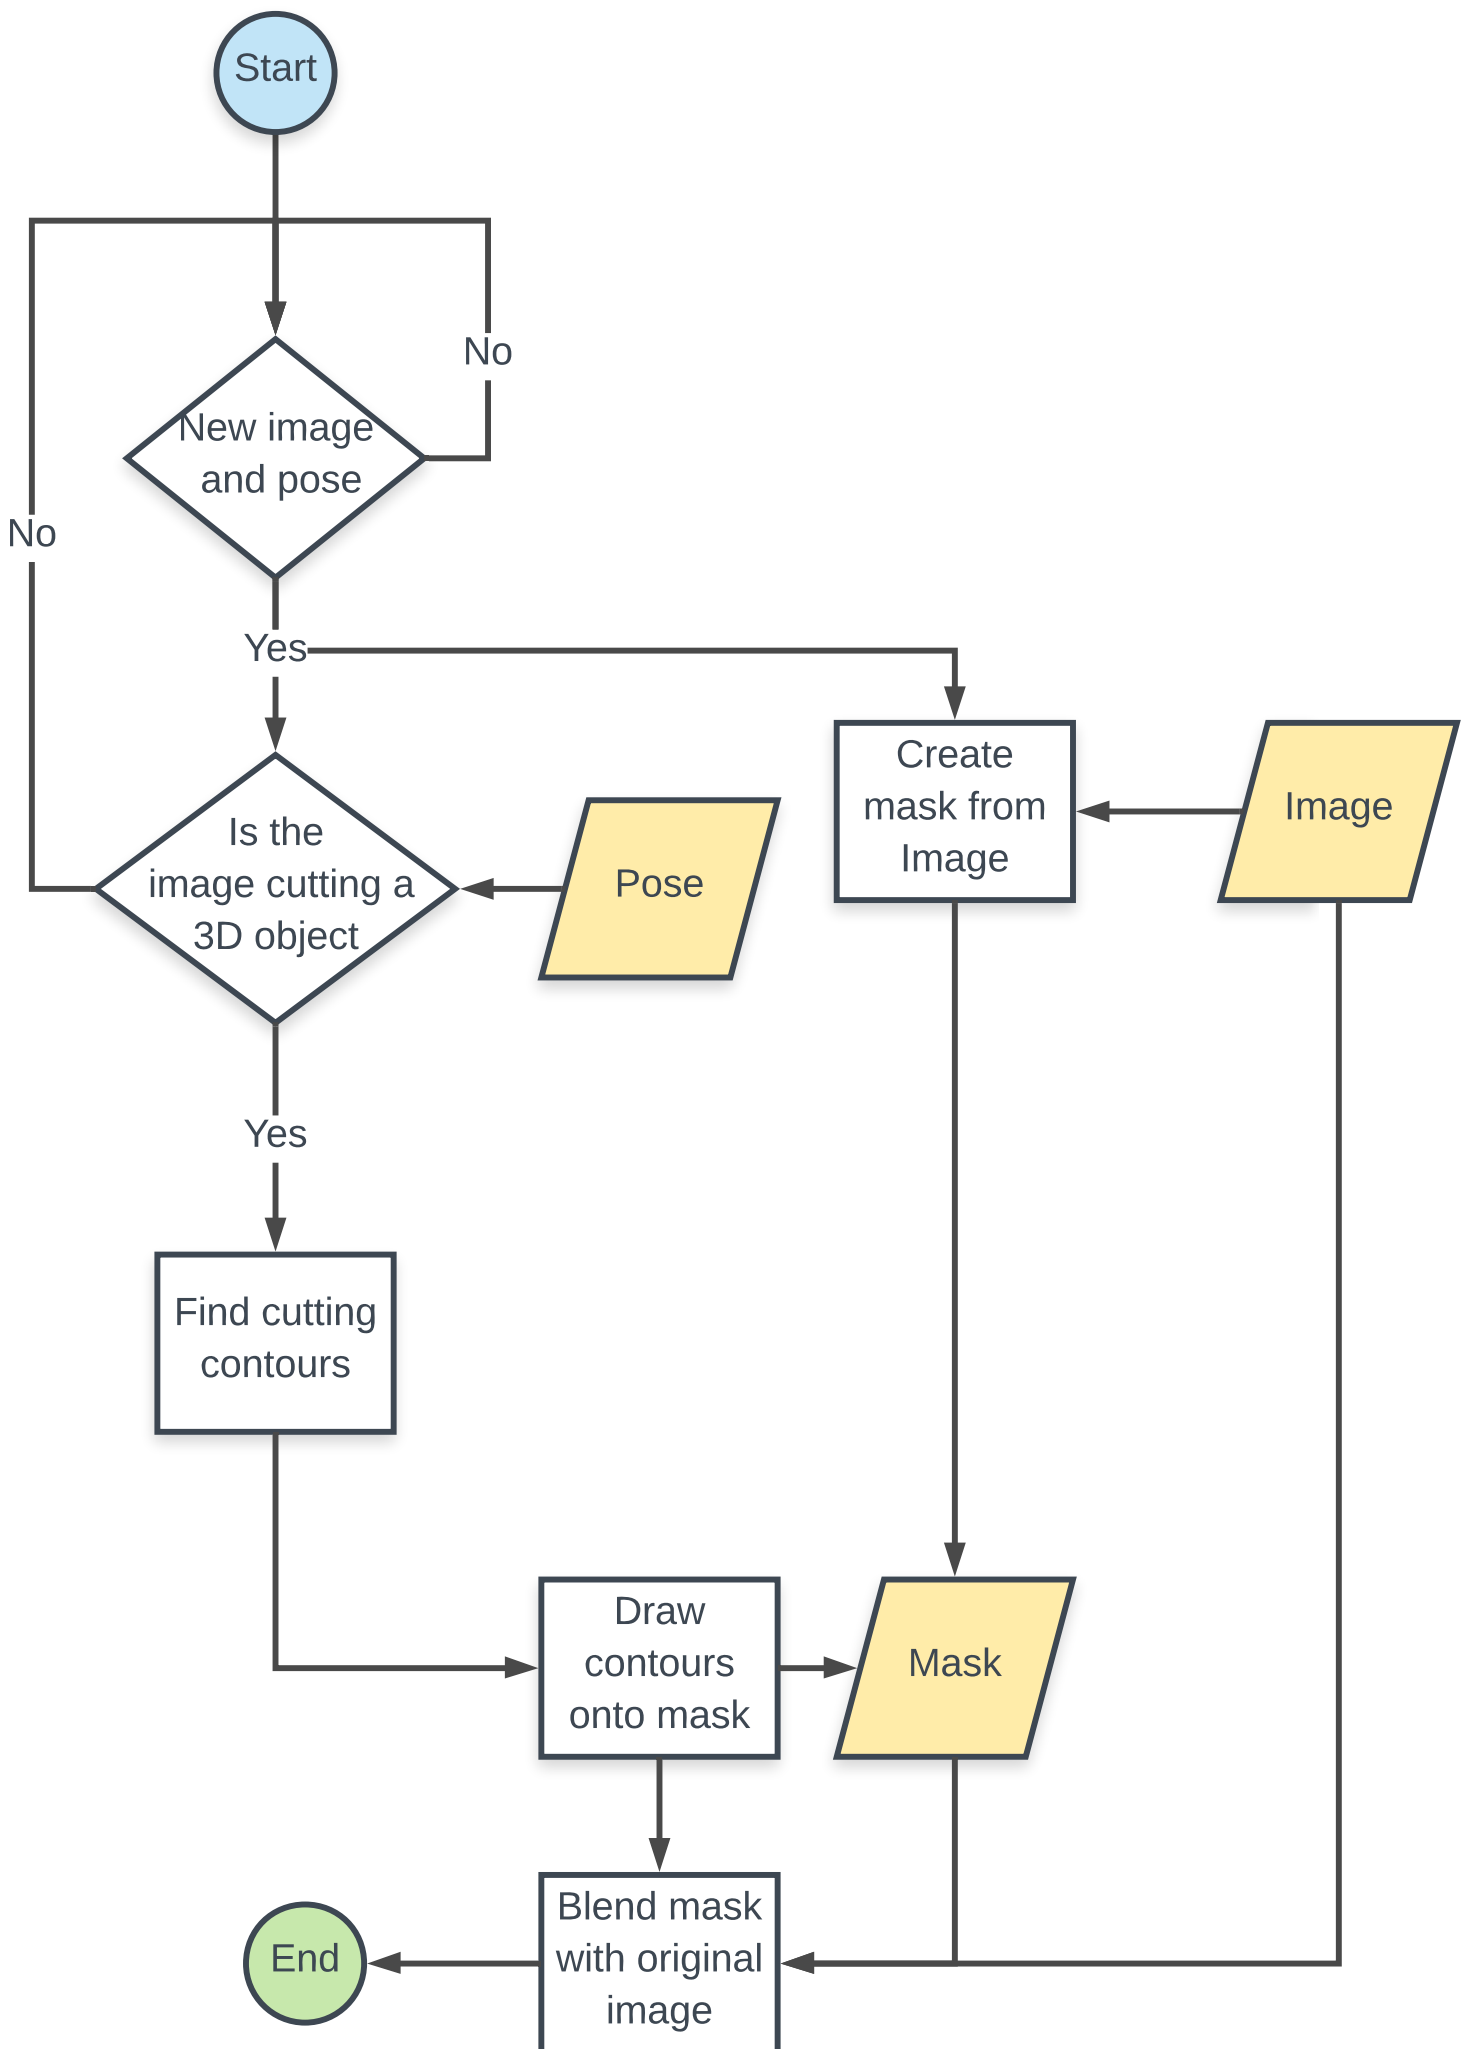 Start
No
New image
and pose
No
Yes
Create
mask from
Image
Image
Is the
image cutting a
3D object
Pose
Yes
Find cutting
contours
Draw
contours
onto mask
Mask
Blend mask
with original
image
End